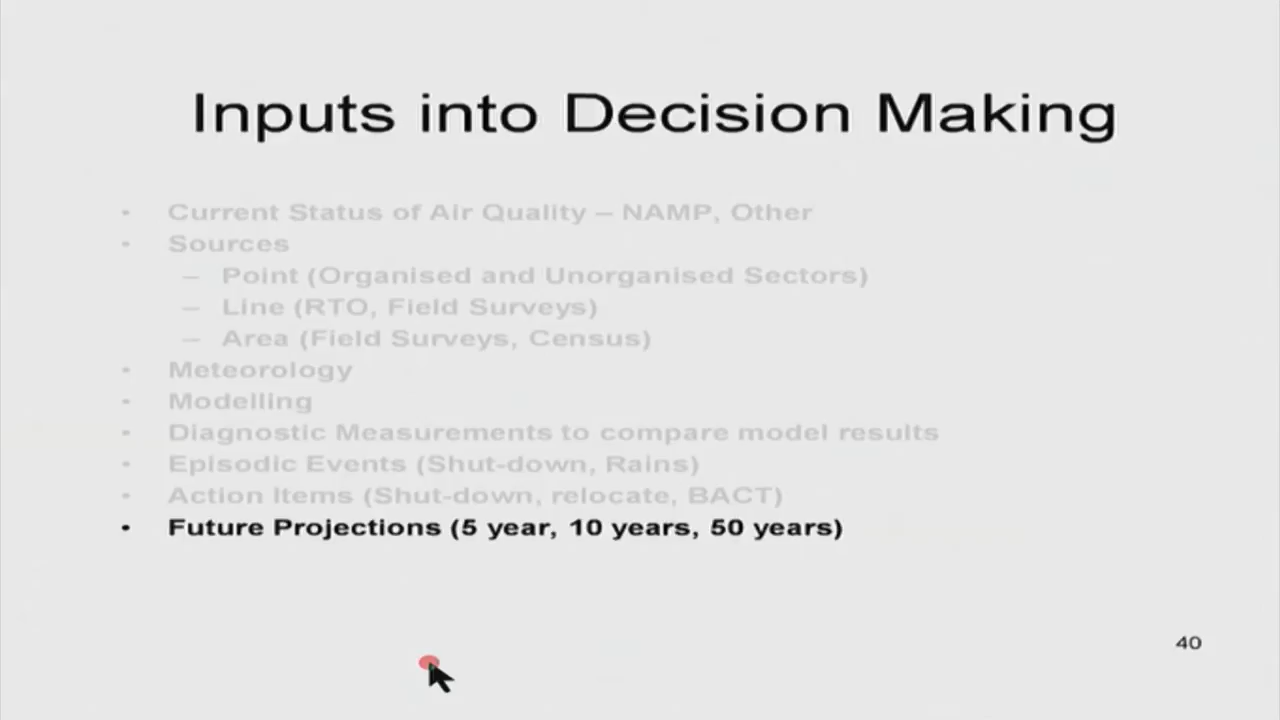 Inputs into Decision Making
• Current Status of Air Quality – NAMP, Other
• Sources
– Point (Organised and Unorganised Sectors)
– Line (RTO, Field Surveys)
– Area (Field Surveys, Census)
• Meteorology
• Modelling
• Diagnostic Measurements to compare model results
• Episodic Events (Shut-down, Rains)
• Action Items (Shut-down, relocate, BACT)
• Future Projections (5 year, 10 years, 50 years)
40